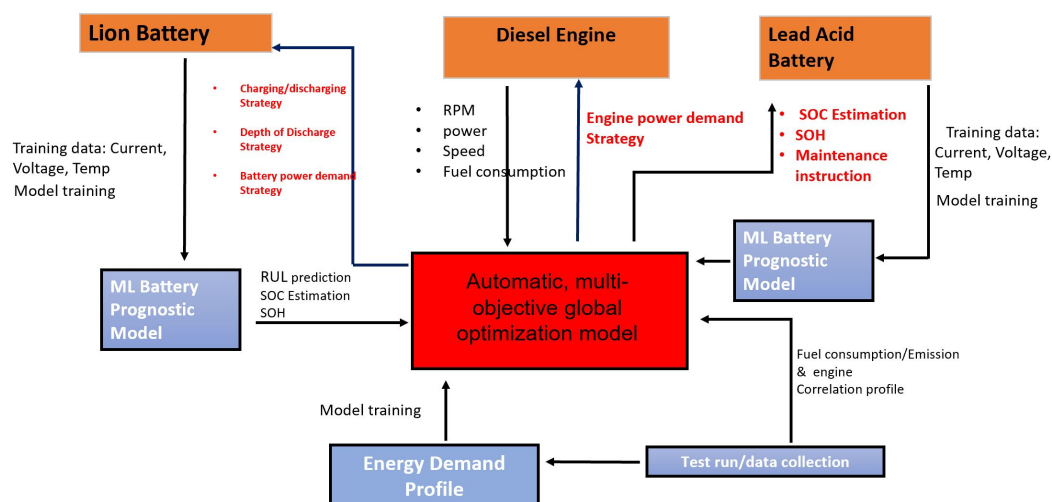 Lion Battery
Diesel Engine
Lead Acid
Battery
• Charging/discharging
Strategy
• Depth of Discharge
Strategy
• Battery power demand
Strategy
Training data: Current,
Voltage, Temp
Model training
• RPM
• power
• Speed
• Fuel consumption
Engine power demand
Strategy
• SOC Estimation
• SOH
• Maintenance
instruction
Training data:
Current, Voltage,
Temp
Model training
ML Battery
Prognostic
Model
RUL prediction
SOC Estimation
SOH
Automatic, multi-
objective global
optimization model
ML Battery
Prognostic
Model
Fuel consumption/Emission
& engine
Correlation profile
Model training
Energy Demand
Profile
Test run/data collection